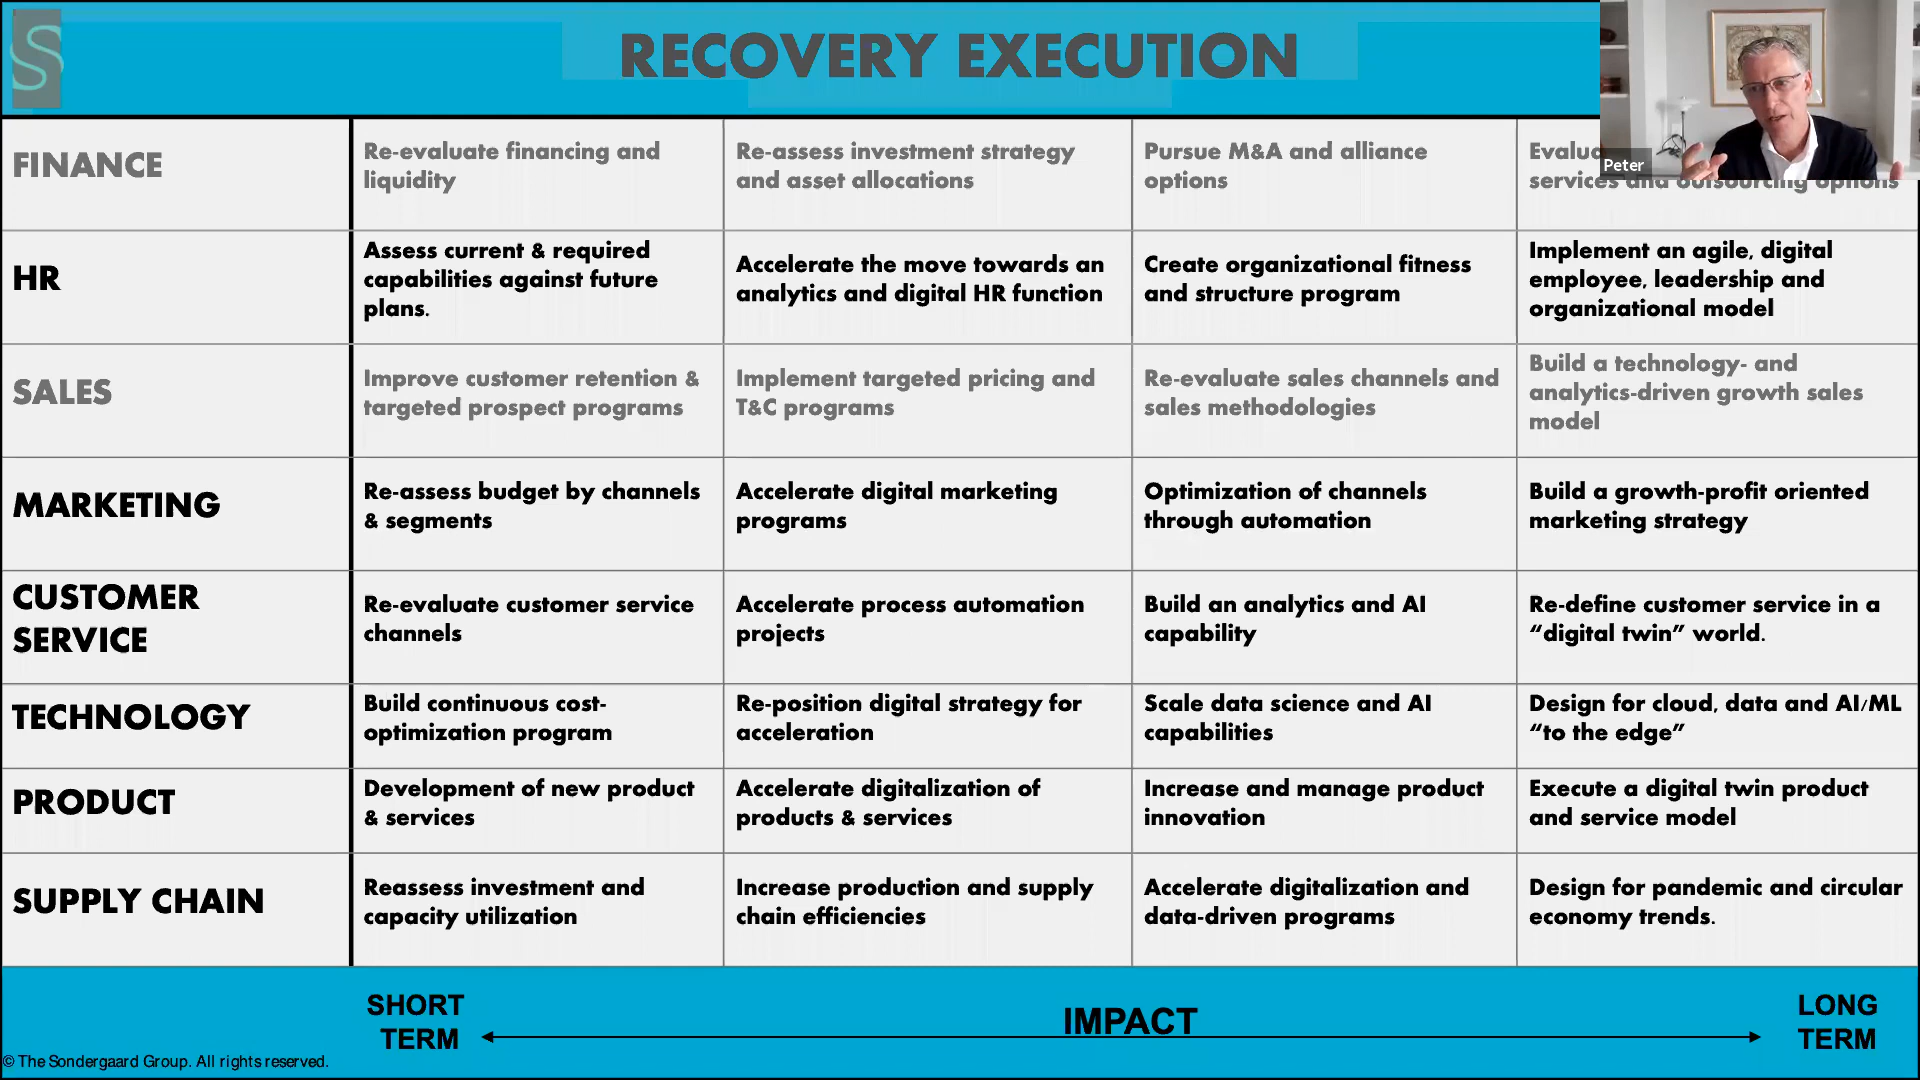 S
RECOVERY EXECUTION
Peter
FINANCE
Re-evaluate financing and
liquidity
Re-assess investment strategy
and asset allocations
Pursue M&A and alliance
options
services and outsourcing options
HR
Assess current & required
capabilities against future
plans.
Accelerate the move towards an
analytics and digital HR function
Create organizational fitness
and structure program
Implement an agile, digital
employee, leadership and
organizational model
SALES
Improve customer retention &
targeted prospect programs
Implement targeted pricing and
T&C programs
Re-evaluate sales channels and
sales methodologies
Build a technology- and
analytics-driven growth sales
model
MARKETING
Re-assess budget by channels
& segments
Accelerate digital marketing
programs
Optimization of channels
through automation
Build a growth-profit oriented
marketing strategy
CUSTOMER
SERVICE
Re-evaluate customer service
channels
Accelerate process automation
projects
Build an analytics and AI
capability
Re-define customer service in a
“digital twin” world.
TECHNOLOGY
Build continuous cost-
optimization program
Re-position digital strategy for
acceleration
Scale data science and AI
capabilities
Design for cloud, data and AI/ML
“to the edge”
PRODUCT
Development of new product
& services
Accelerate digitalization of
products & services
Increase and manage product
innovation
Execute a digital twin product
and service model
SUPPLY CHAIN
Reassess investment and
capacity utilization
Increase production and supply
chain efficiencies
Accelerate digitalization and
data-driven programs
Design for pandemic and circular
economy trends.
SHORT
TERM
IMPACT
LONG
TERM
© The Sondergaard Group. All rights reserved.